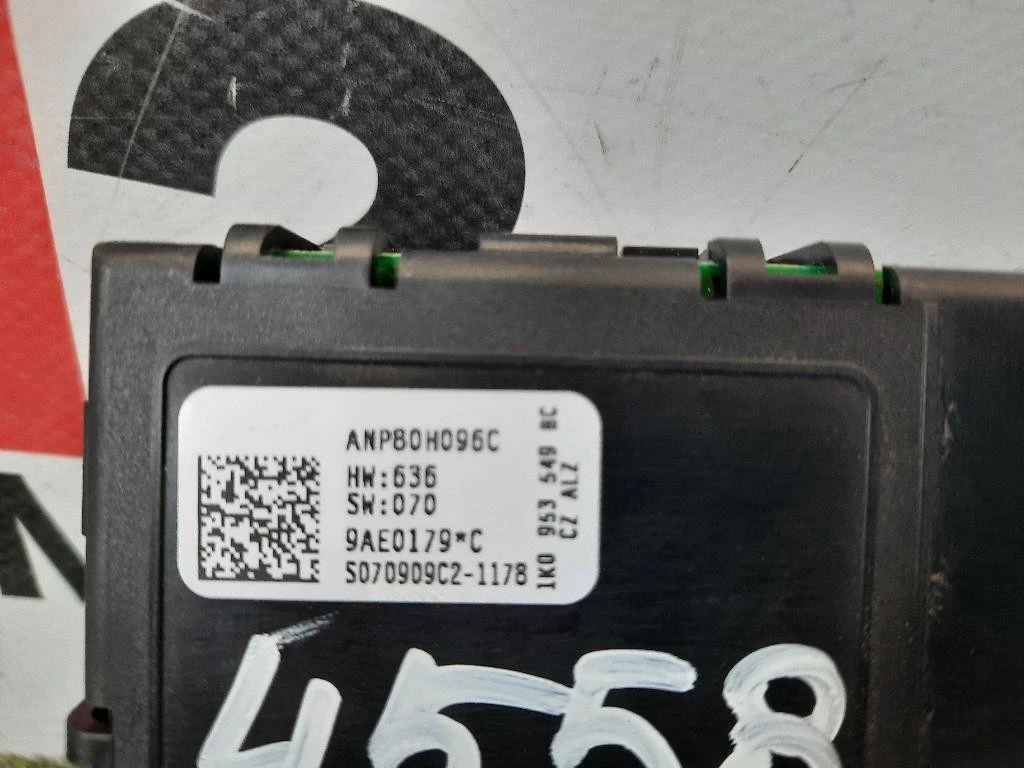 ANP80H096C
HW:636
SW:070
9AE0179*C
S070909C2-1178
1K0 953 549 BC
CZ ALZ
4558